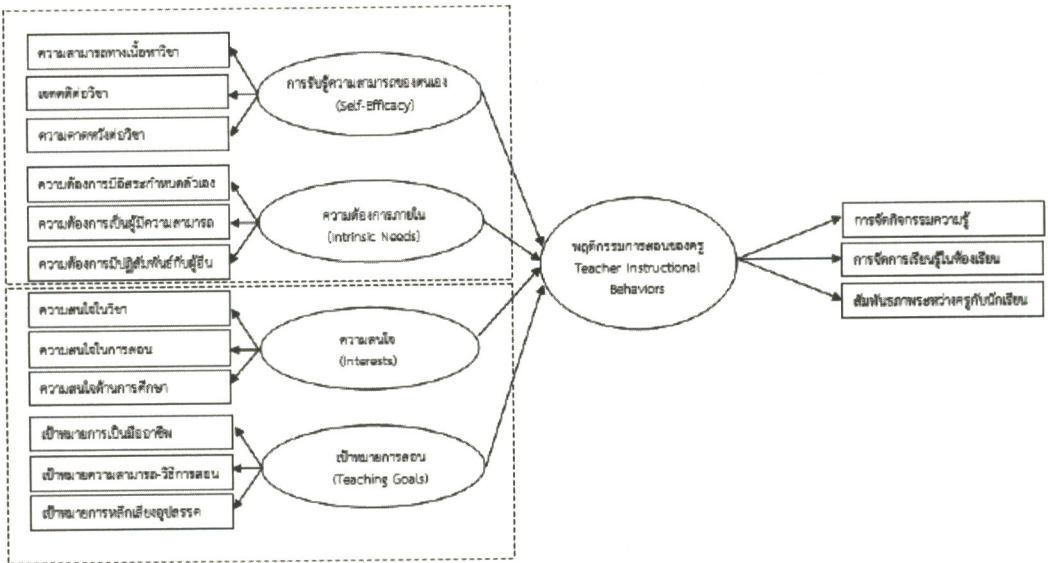 ความสามารถทางเนื้อหาวิชา
เจตคติต่อวิชา
ความคาดหวังต่อวิชา
การรับรู้ความสามารถของตนเอง
(Self-Efficacy)
ความต้องการมีอิสระกำหนดตัวเอง
ความต้องการเป็นผู้มีความสามารถ
ความต้องการมีปฏิสัมพันธ์กับผู้อื่น
ความต้องการภายใน
(Intrinsic Needs)
ความสนใจในวิชา
ความสนใจในการสอน
ความสนใจด้านการศึกษา
ความสนใจ
(Interests)
เป้าหมายการเป็นมืออาชีพ
เป้าหมายความสามารถ-วิธีการสอน
เป้าหมายการหลีกเลี่ยงอุปสรรค
เป้าหมายการสอน
(Teaching Goals)
พฤติกรรมการสอนของครู
Teacher Instructional
Behaviors
การจัดกิจกรรมความรู้
การจัดการเรียนรู้ในห้องเรียน
สัมพันธภาพระหว่างครูกับนักเรียน